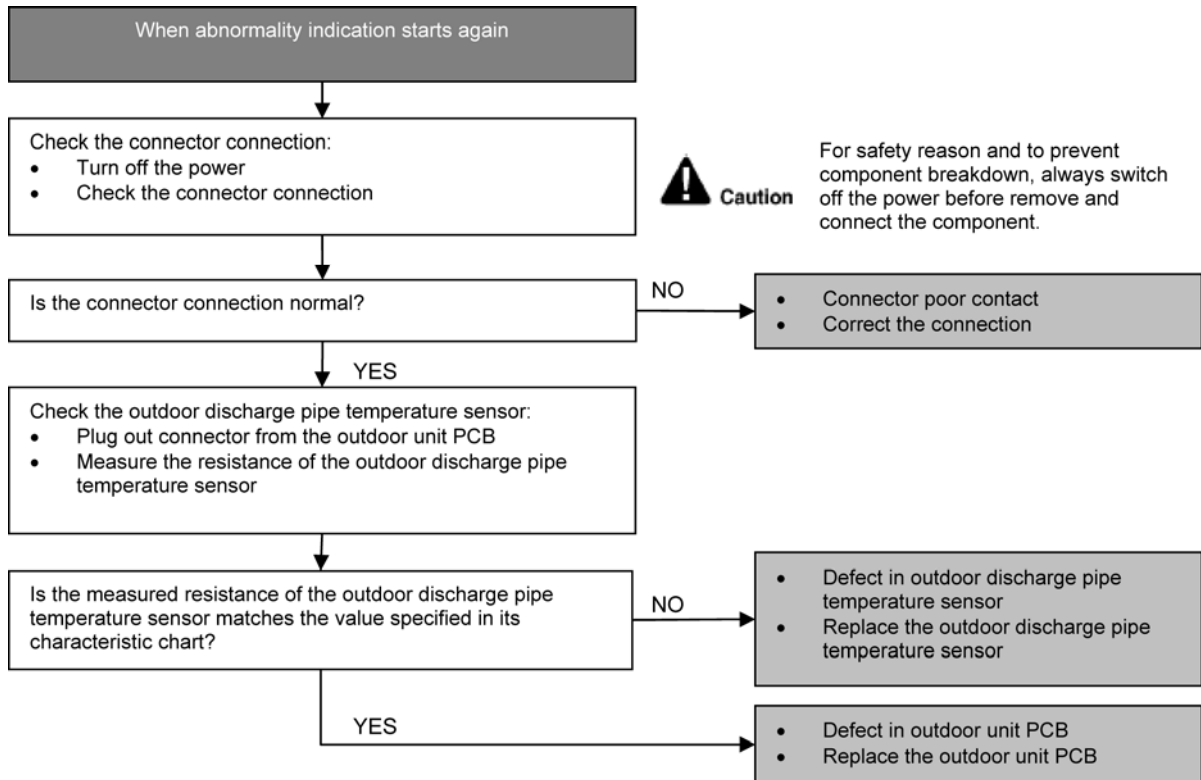 When abnormality indication starts again
Check the connector connection:
• Turn off the power
• Check the connector connection
Caution
For safety reason and to prevent
component breakdown, always switch
off the power before remove and
connect the component.
Is the connector connection normal?
NO
• Connector poor contact
• Correct the connection
YES
Check the outdoor discharge pipe temperature sensor:
• Plug out connector from the outdoor unit PCB
• Measure the resistance of the outdoor discharge pipe
temperature sensor
Is the measured resistance of the outdoor discharge pipe
temperature sensor matches the value specified in its
characteristic chart?
NO
• Defect in outdoor discharge pipe
temperature sensor
• Replace the outdoor discharge pipe
temperature sensor
YES
• Defect in outdoor unit PCB
• Replace the outdoor unit PCB